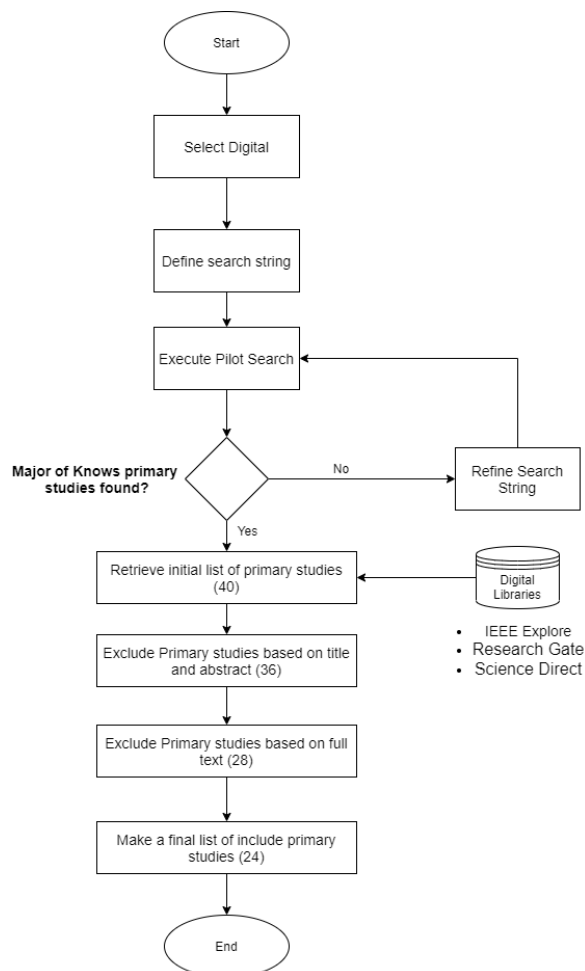 Start
Select Digital
Define search string
Execute Pilot Search
Major of Knows primary
studies found?
No
Refine Search
String
Yes
Retrieve initial list of primary studies
(40)
Digital
Libraries
• IEEE Explore
• Research Gate
• Science Direct
Exclude Primary studies based on title
and abstract (36)
Exclude Primary studies based on full
text (28)
Make a final list of include primary
studies (24)
End